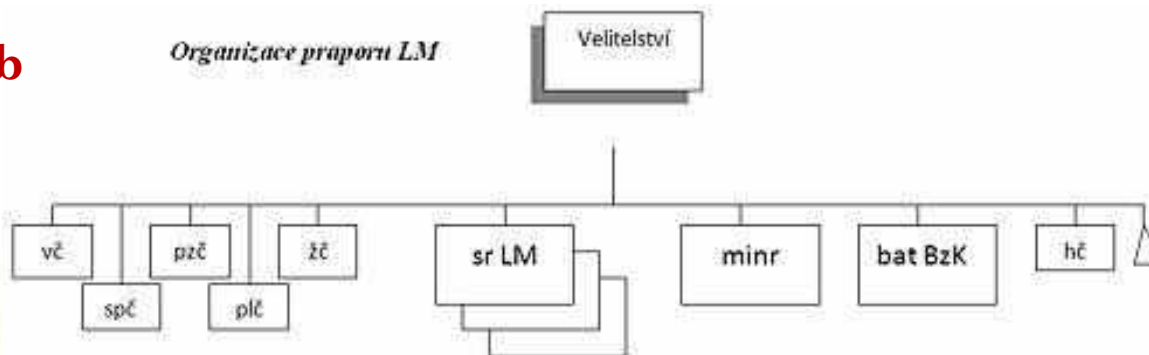 b
Organizace praporu LM
Velitelství
vč
pzč
žč
sr LM
minr
bat BzK
hč
spč
plč